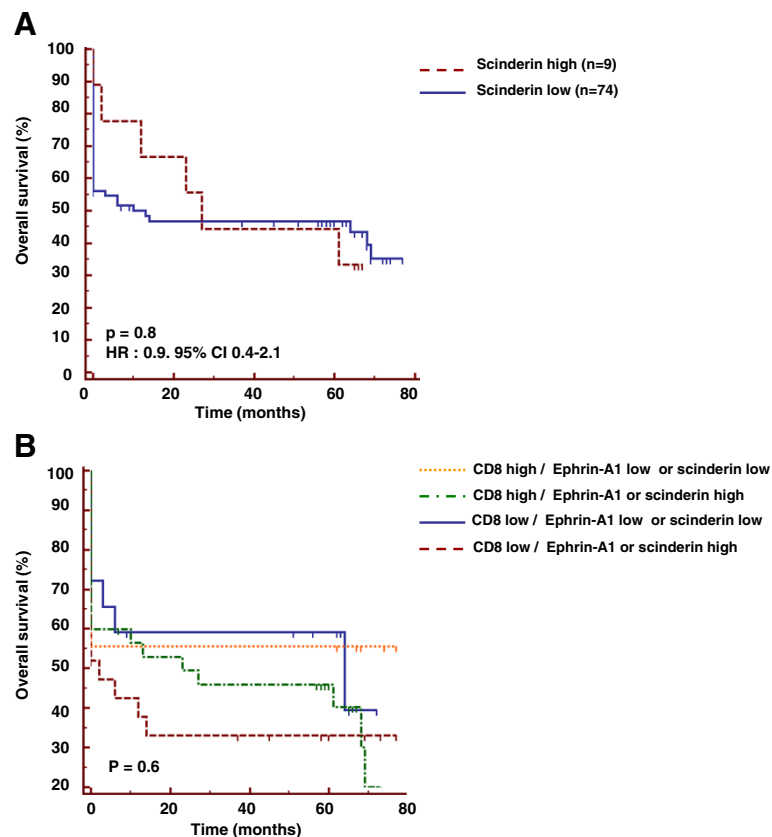 A
Scinderin high (n=9)
Scinderin low (n=74)
Overall survival (%)
100
90
80
70
60
50
40
30
20
10
0
p = 0.8
HR : 0.9. 95% CI 0.4-2.1
0 20 40 60 80
Time (months)
B
CD8 high / Ephrin-A1 low or scinderin low
CD8 high / Ephrin-A1 or scinderin high
CD8 low / Ephrin-A1 low or scinderin low
CD8 low / Ephrin-A1 or scinderin high
Overall survival (%)
100
90
80
70
60
50
40
30
20
P = 0.6
0 20 40 60 80
Time (months)